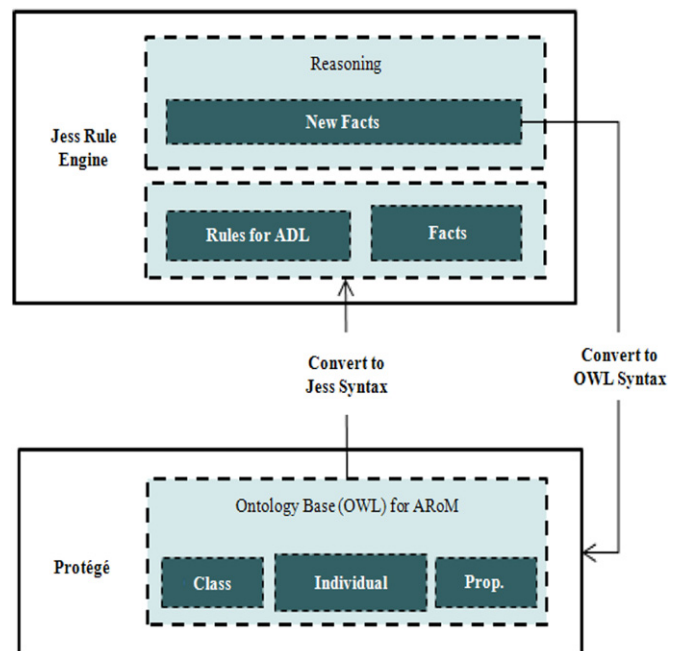 Reasoning
New Facts
Jess Rule
Engine
Rules for ADL
Facts
Convert to
Jess Syntax
Convert to
OWL Syntax
Ontology Base (OWL) for ARoM
Protégé
Class
Individual
Prop.